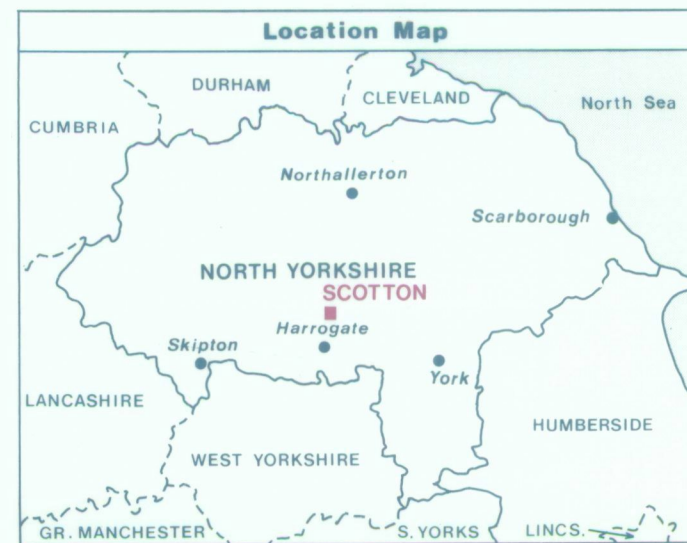 Location Map
DURHAM
CLEVELAND
North Sea
CUMBRIA
Northallerton
Scarborough
NORTH YORKSHIRE
SCOTTON
Harrogate
Skipton
York
LANCASHIRE
HUMBERSIDE
WEST YORKSHIRE
GR. MANCHESTER
S. YORKS
LINCS.